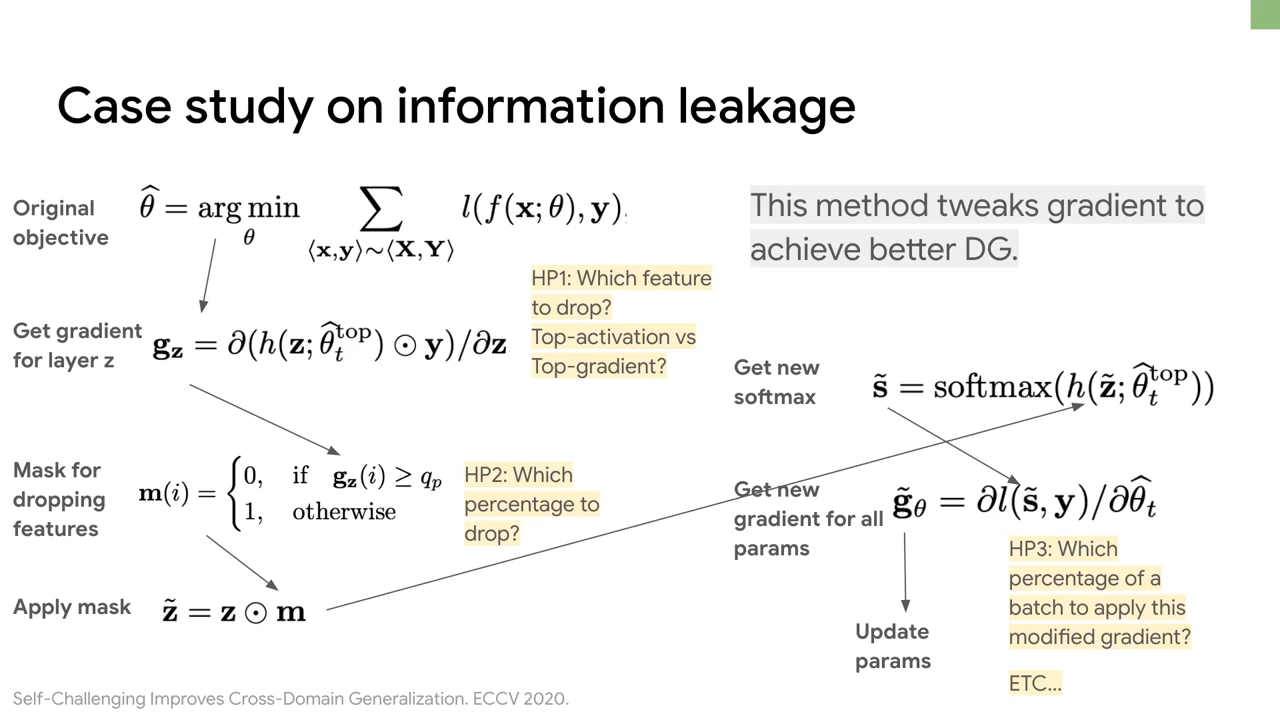 Case study on information leakage
Original
objective
θ̂ = arg min_θ ∑_{⟨x,y⟩∼⟨X,Y⟩} l(f(x; θ), y)
This method tweaks gradient to
achieve better DG.
HP1: Which feature
to drop?
Top-activation vs
Top-gradient?
Get gradient
for layer z
g_z = ∂(h(z; θ̂_t^top) ⊙ y)/∂z
Mask for
dropping
features
m(i) = { 0, if g_z(i) ≥ q_p
1, otherwise
HP2: Which
percentage to
drop?
Apply mask
z̃ = z ⊙ m
Get new
softmax
s̃ = softmax(h(z̃; θ̂_t^top))
Get new
gradient for all
params
g̃_θ = ∂l(s̃, y)/∂θ̂_t
HP3: Which
percentage of a
batch to apply this
modified gradient?
ETC...
Update
params
Self-Challenging Improves Cross-Domain Generalization. ECCV 2020.